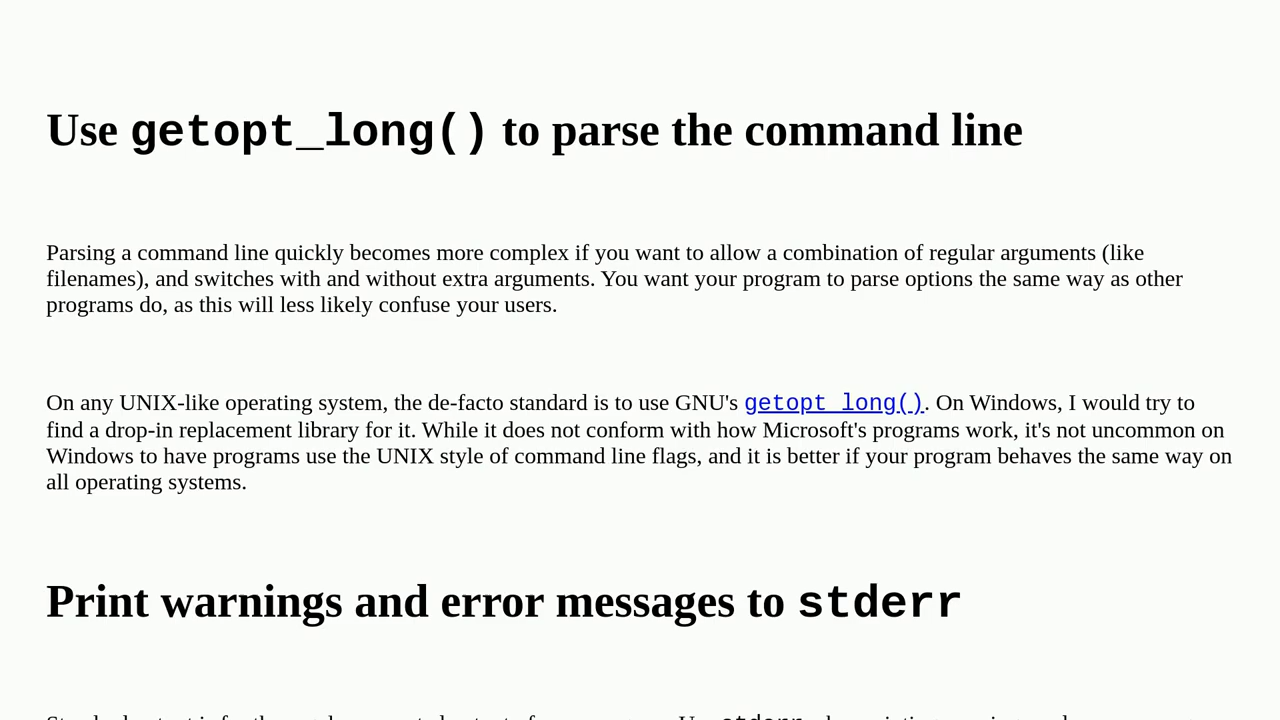 Use getopt_long() to parse the command line
Parsing a command line quickly becomes more complex if you want to allow a combination of regular arguments (like
filenames), and switches with and without extra arguments. You want your program to parse options the same way as other
programs do, as this will less likely confuse your users.
On any UNIX-like operating system, the de-facto standard is to use GNU's getopt_long(). On Windows, I would try to
find a drop-in replacement library for it. While it does not conform with how Microsoft's programs work, it's not uncommon on
Windows to have programs use the UNIX style of command line flags, and it is better if your program behaves the same way on
all operating systems.
Print warnings and error messages to stderr